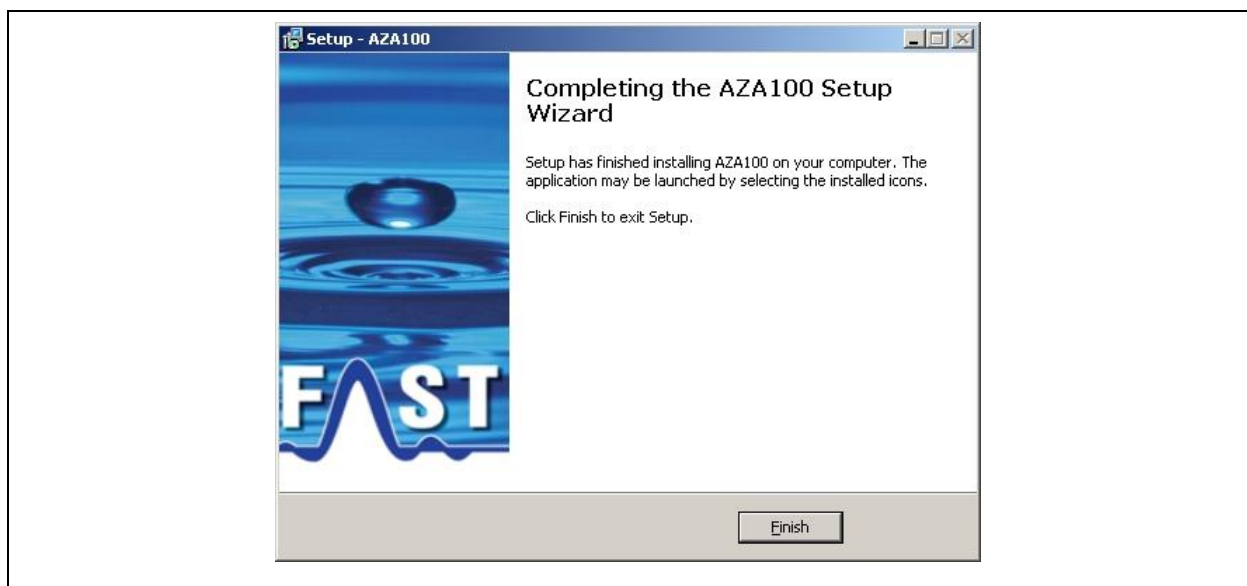 Setup - AZA100
Completing the AZA100 Setup
Wizard
Setup has finished installing AZA100 on your computer. The
application may be launched by selecting the installed icons.
Click Finish to exit Setup.
FAST
Finish